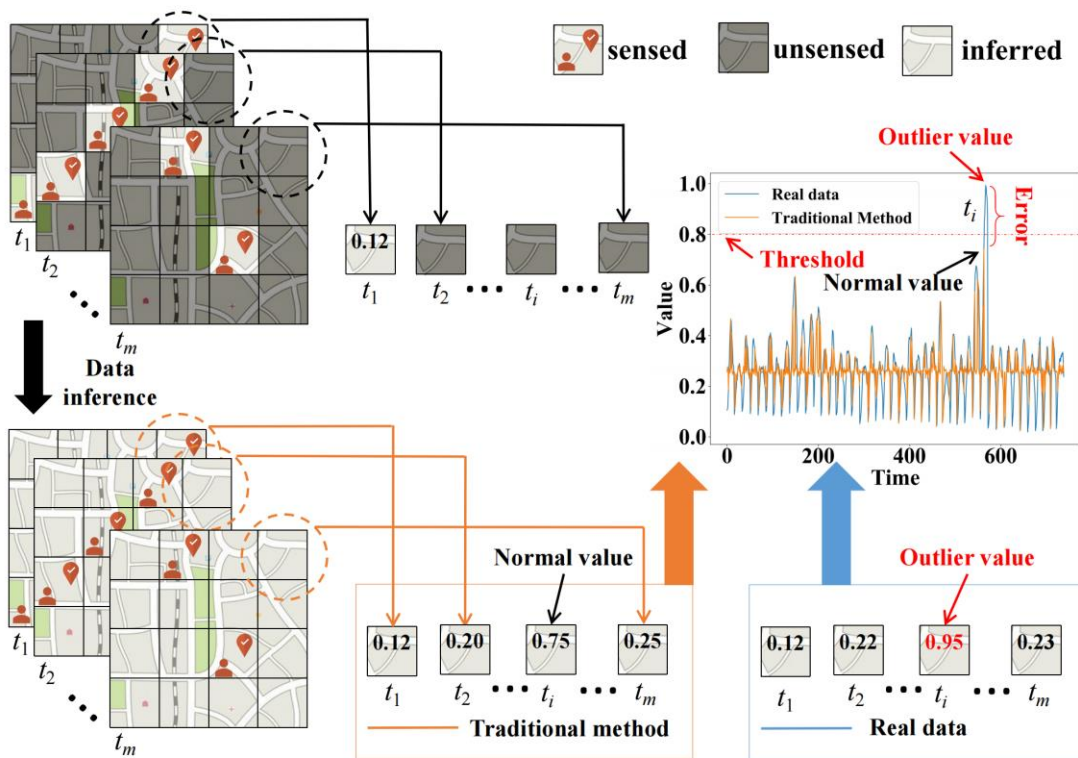 sensed
unsensed
inferred
t1
t2
tm
0.12
t1
t2
ti
tm
Outlier value
Real data
Traditional Method
ti
Error
Threshold
Normal value
Value
1.0
0.8
0.6
0.4
0.2
0.0
0
200
400
600
Time
Data
inference
t1
t2
tm
Normal value
0.12
0.20
0.75
0.25
t1
t2
ti
tm
Traditional method
Outlier value
0.12
0.22
0.95
0.23
t1
t2
ti
tm
Real data